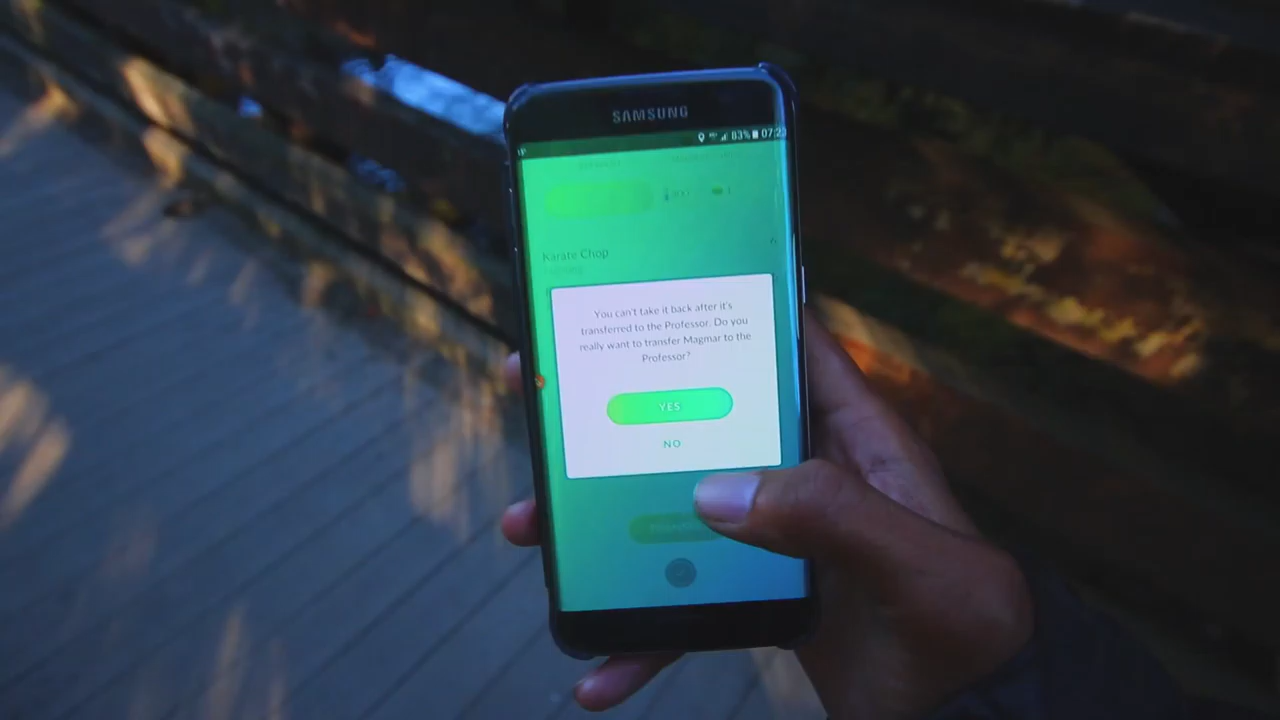 SAMSUNG
83% 07:23
Karate Chop
You can't take it back after it's
transferred to the Professor. Do you
really want to transfer Magmar to the
Professor?
YES
NO